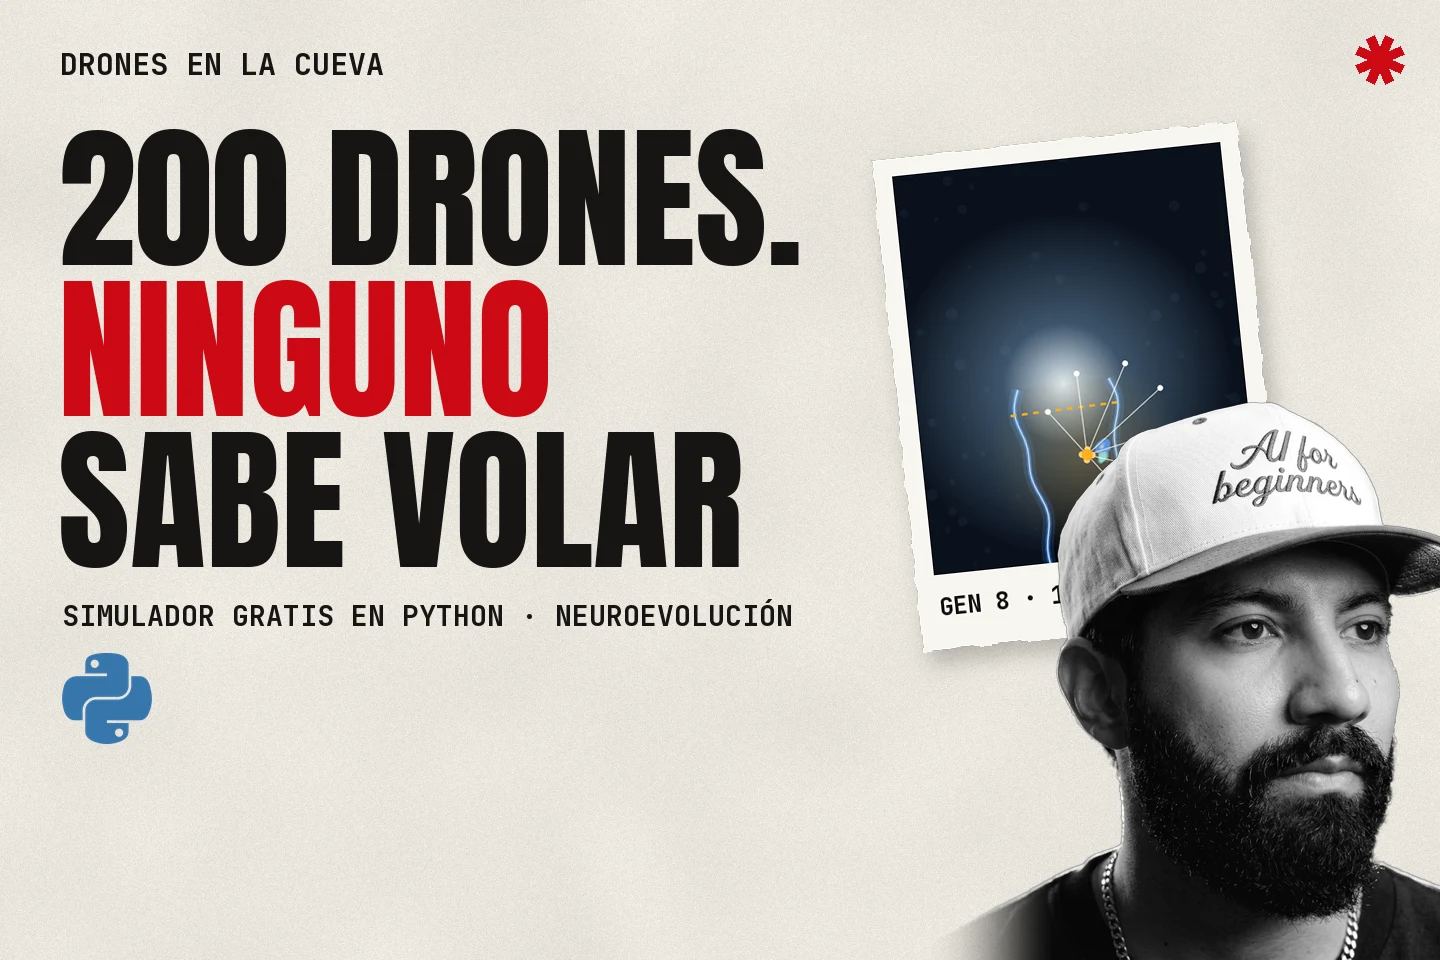 DRONES EN LA CUEVA
200 DRONES.
NINGUNO
SABE VOLAR
SIMULADOR GRATIS EN PYTHON · NEUROEVOLUCIÓN
GEN 8 ·
AI for
beginners